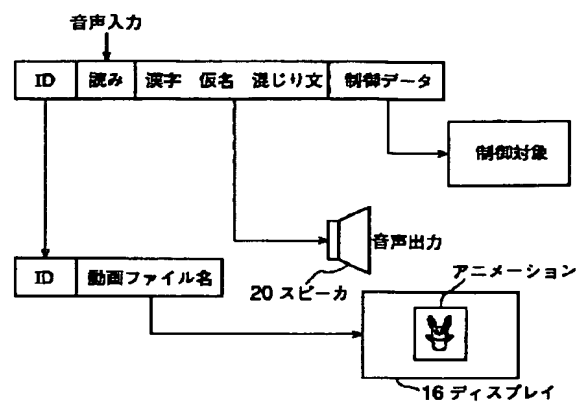 音声入力
ID 読み 漢字 仮名 混じり文 制御データ
制御対象
音声出力
20 スピーカ
ID 動画ファイル名
アニメーション
16 ディスプレイ